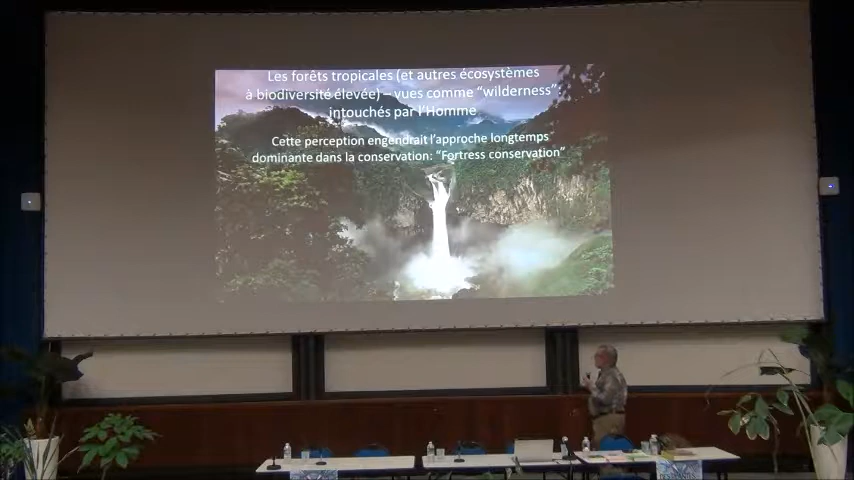 Les forêts tropicales (et autres écosystèmes
à biodiversité élevée) – vues comme “wilderness”
intouchés par l’Homme
Cette perception engendrait l’approche longtemps
dominante dans la conservation: “Fortress conservation”